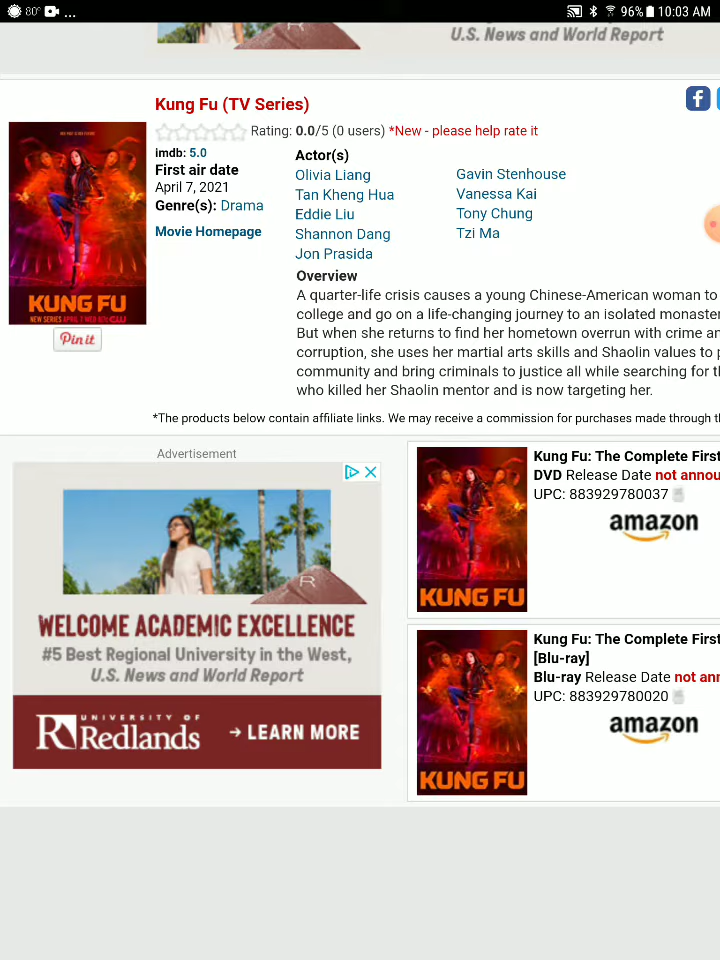 80°
...
96%
10:03 AM
U.S. News and World Report
Kung Fu (TV Series)
Rating: 0.0/5 (0 users) *New - please help rate it
imdb: 5.0
First air date
April 7, 2021
Genre(s): Drama
Movie Homepage
Actor(s)
Olivia Liang
Tan Kheng Hua
Eddie Liu
Shannon Dang
Jon Prasida
Gavin Stenhouse
Vanessa Kai
Tony Chung
Tzi Ma
KUNG FU
NEW SERIES APRIL 7 WED 8/7c CW
Pin it
Overview
A quarter-life crisis causes a young Chinese-American woman to
college and go on a life-changing journey to an isolated
But when she returns to find her hometown overrun with crime
corruption, she uses her martial arts skills and Shaolin values to
community and bring criminals to justice all while searching for
who killed her Shaolin mentor and is now targeting her.
*The products below contain affiliate links. We may receive a commission for purchases made through
Advertisement
R
WELCOME ACADEMIC EXCELLENCE
#5 Best Regional University in the West,
U.S. News and World Report
R UNIVERSITY OF
Redlands
→ LEARN MORE
Kung Fu: The Complete First
DVD Release Date not
UPC: 883929780037
amazon
KUNG FU
Kung Fu: The Complete First
[Blu-ray]
Blu-ray Release Date not
UPC: 883929780020
amazon
KUNG FU